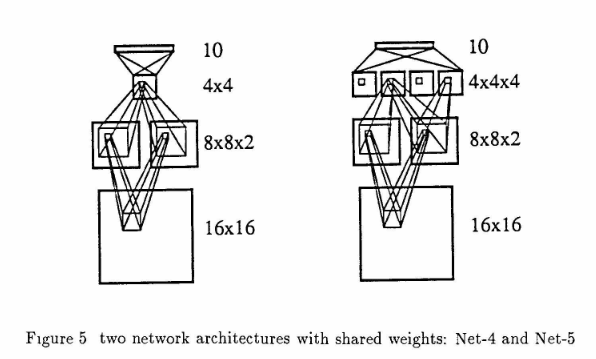 10
4x4
8x8x2
16x16
10
4x4x4
8x8x2
16x16
Figure 5 two network architectures with shared weights: Net-4 and Net-5